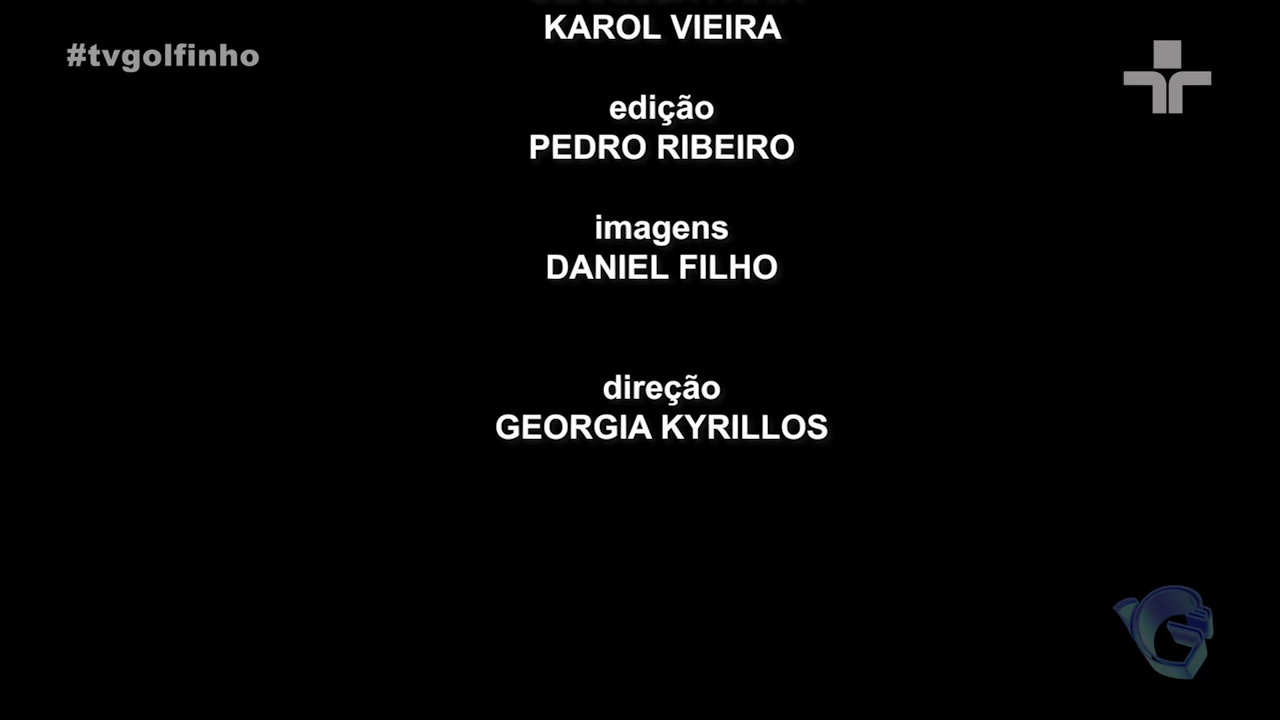 KAROL VIEIRA
#tvgolfinho
edição
PEDRO RIBEIRO
imagens
DANIEL FILHO
direção
GEORGIA KYRILLOS